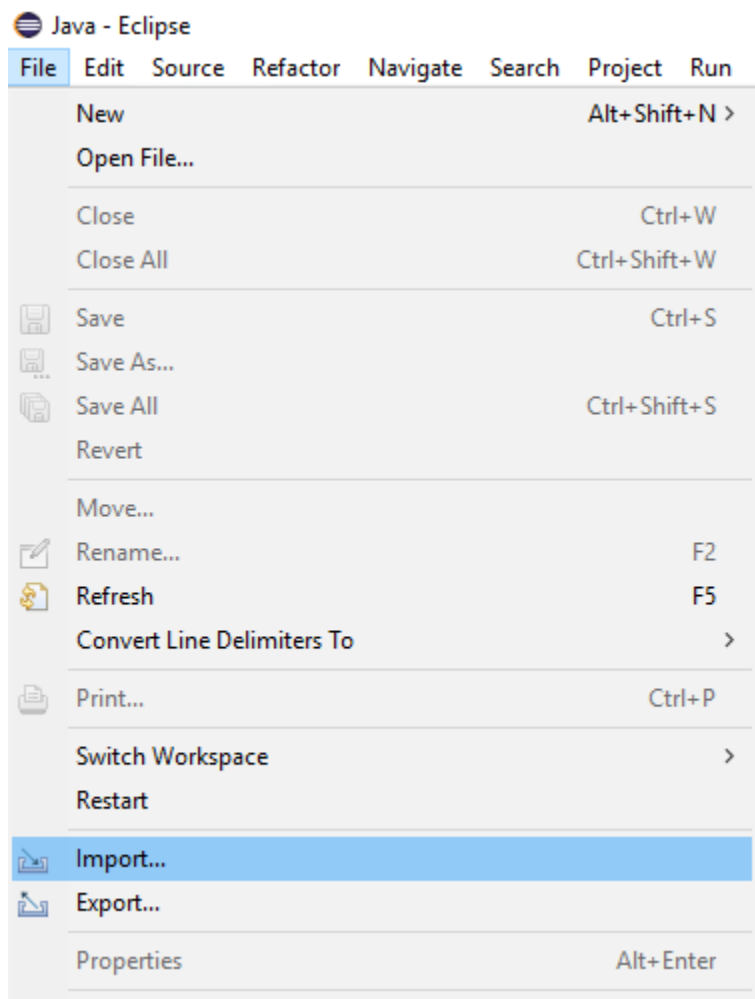 Java - Eclipse
File Edit Source Refactor Navigate Search Project Run
New Alt+Shift+N >
Open File...
Close Ctrl+W
Close All Ctrl+Shift+W
Save Ctrl+S
Save As...
Save All Ctrl+Shift+S
Revert
Move...
Rename... F2
Refresh F5
Convert Line Delimiters To >
Print... Ctrl+P
Switch Workspace >
Restart
Import...
Export...
Properties Alt+Enter